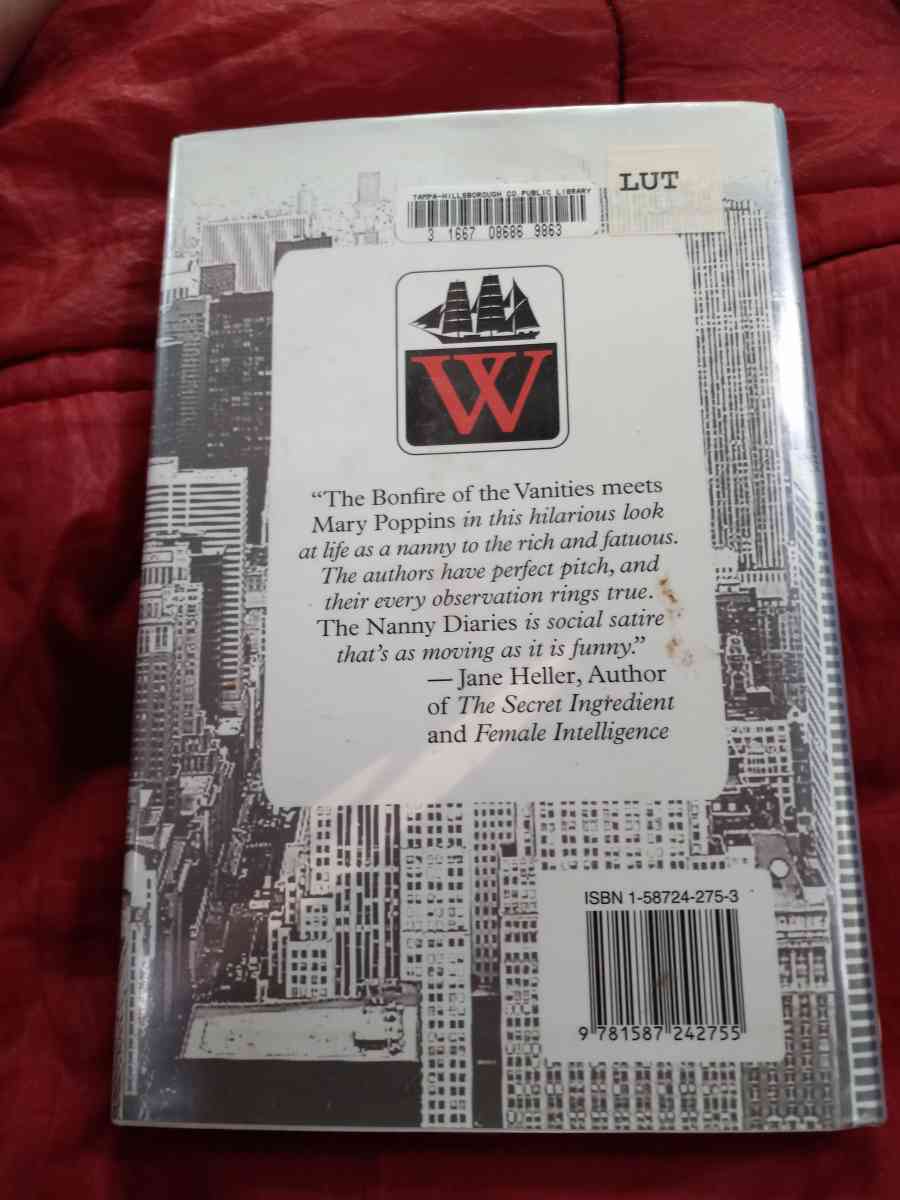 TAMPA-HILLSBOROUGH CO PUBLIC LIBRARY
3 1667 08686 9863
LUT
W
“The Bonfire of the Vanities meets
Mary Poppins in this hilarious look
at life as a nanny to the rich and fatuous.
The authors have perfect pitch, and
their every observation rings true.
The Nanny Diaries is social satire
that’s as moving as it is funny.”
— Jane Heller, Author
of The Secret Ingredient
and Female Intelligence
ISBN 1-58724-275-3
9 781587 242755